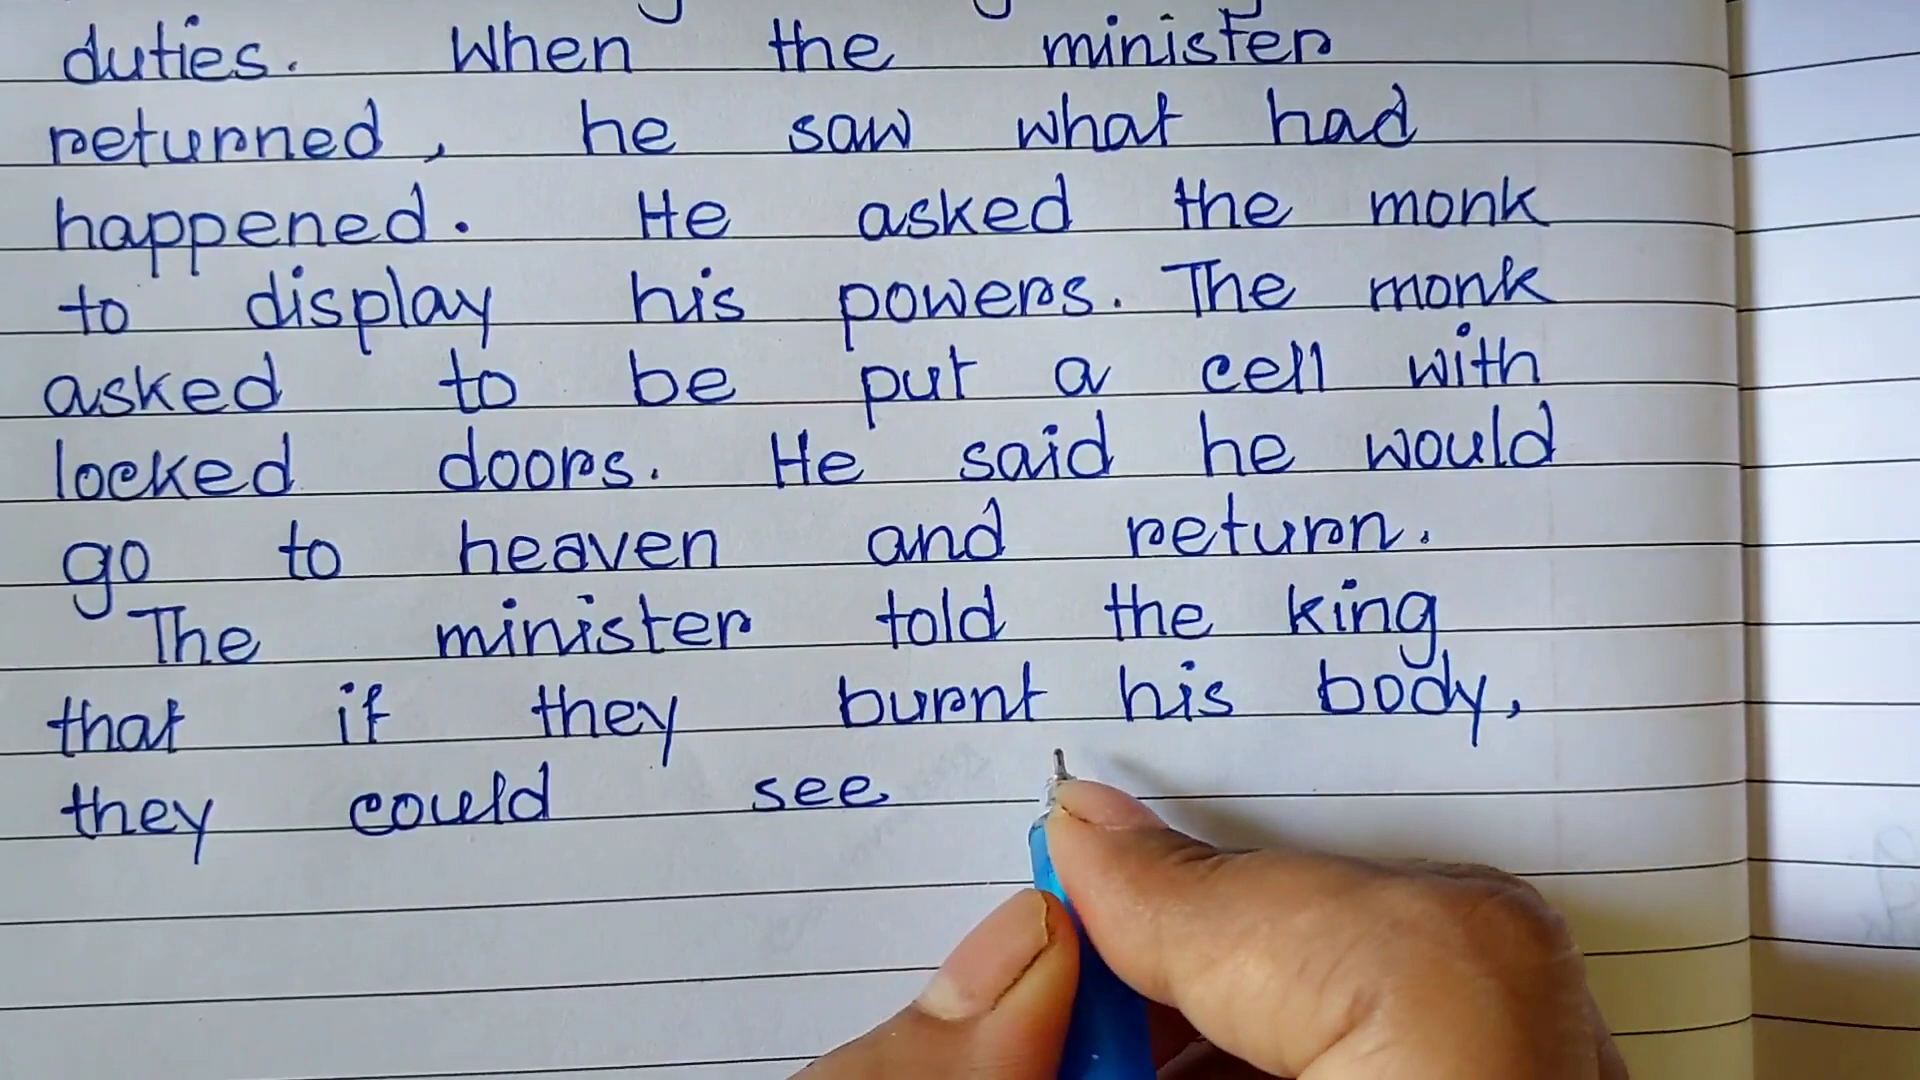 duties. When the minister
returned, he saw what had
happened. He asked the monk
to display his powers. The monk
asked to be put a cell with
locked doors. He said he would
go to heaven and return.
The minister told the king
that if they burnt his body,
they could see